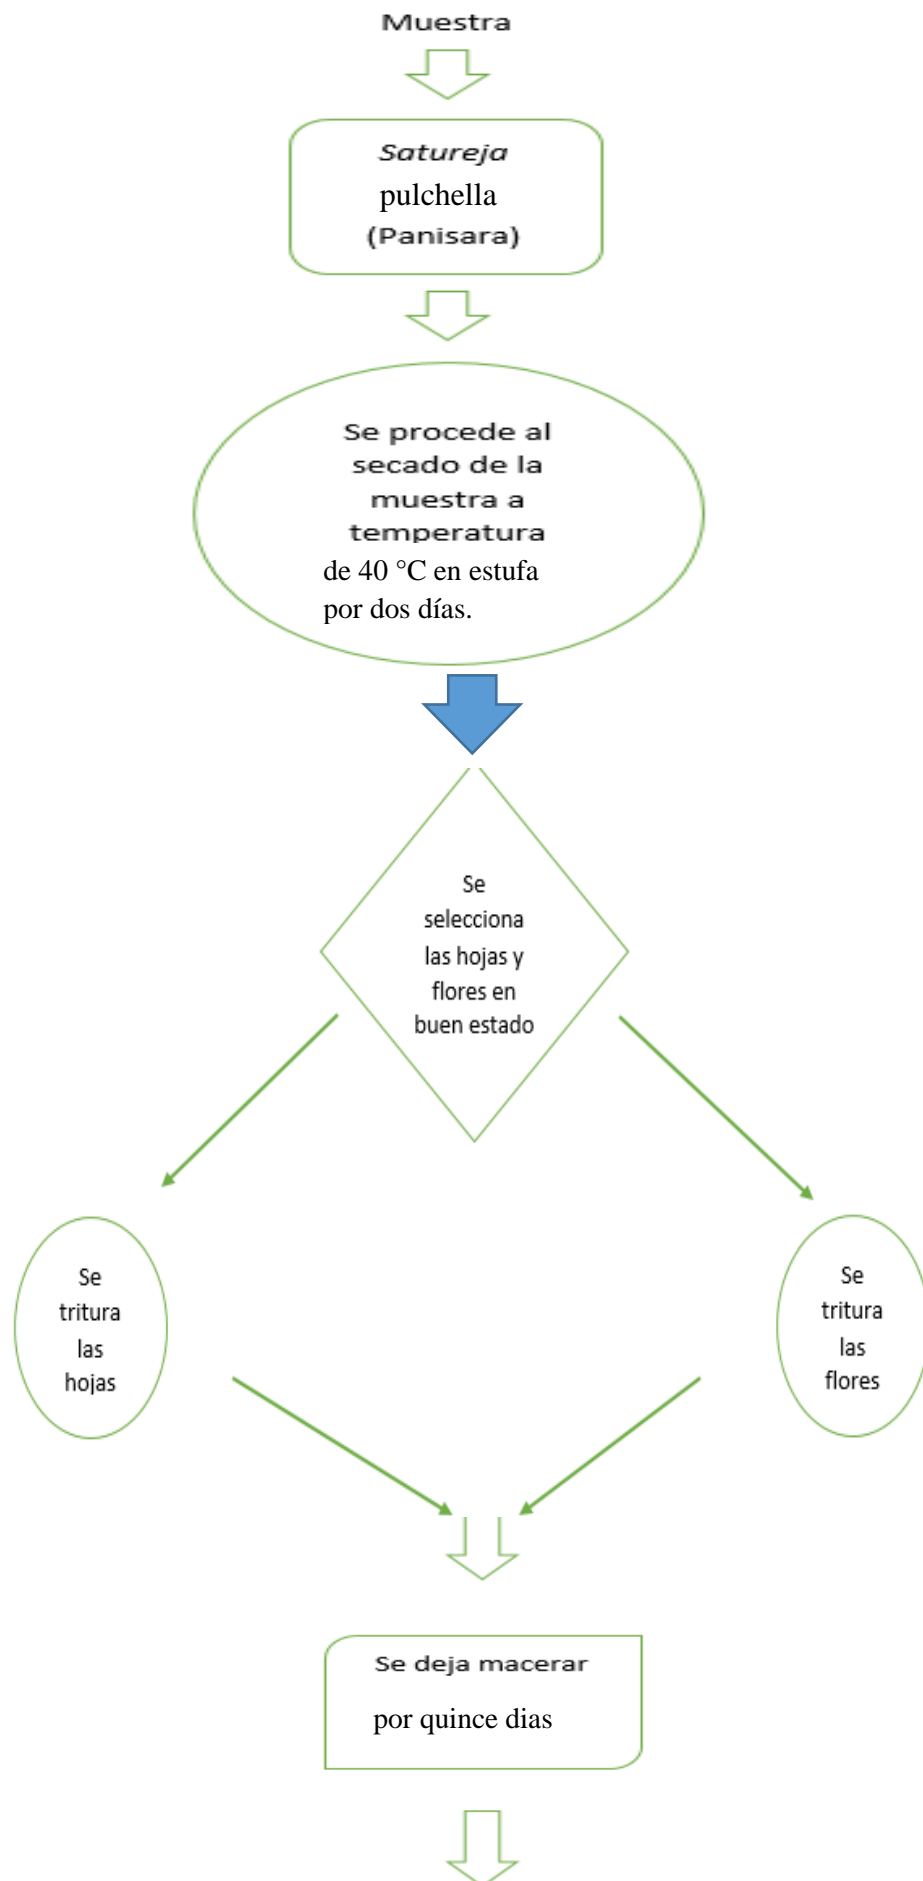 Muestra
Satureja
pulchella
(Panisara)
Se procede al
secado de la
muestra a
temperatura
de 40 °C en estufa
por dos días.
Se
selecciona
las hojas y
flores en
buen estado
Se
tritura
las
hojas
Se
tritura
las
flores
Se deja macerar
por quince dias